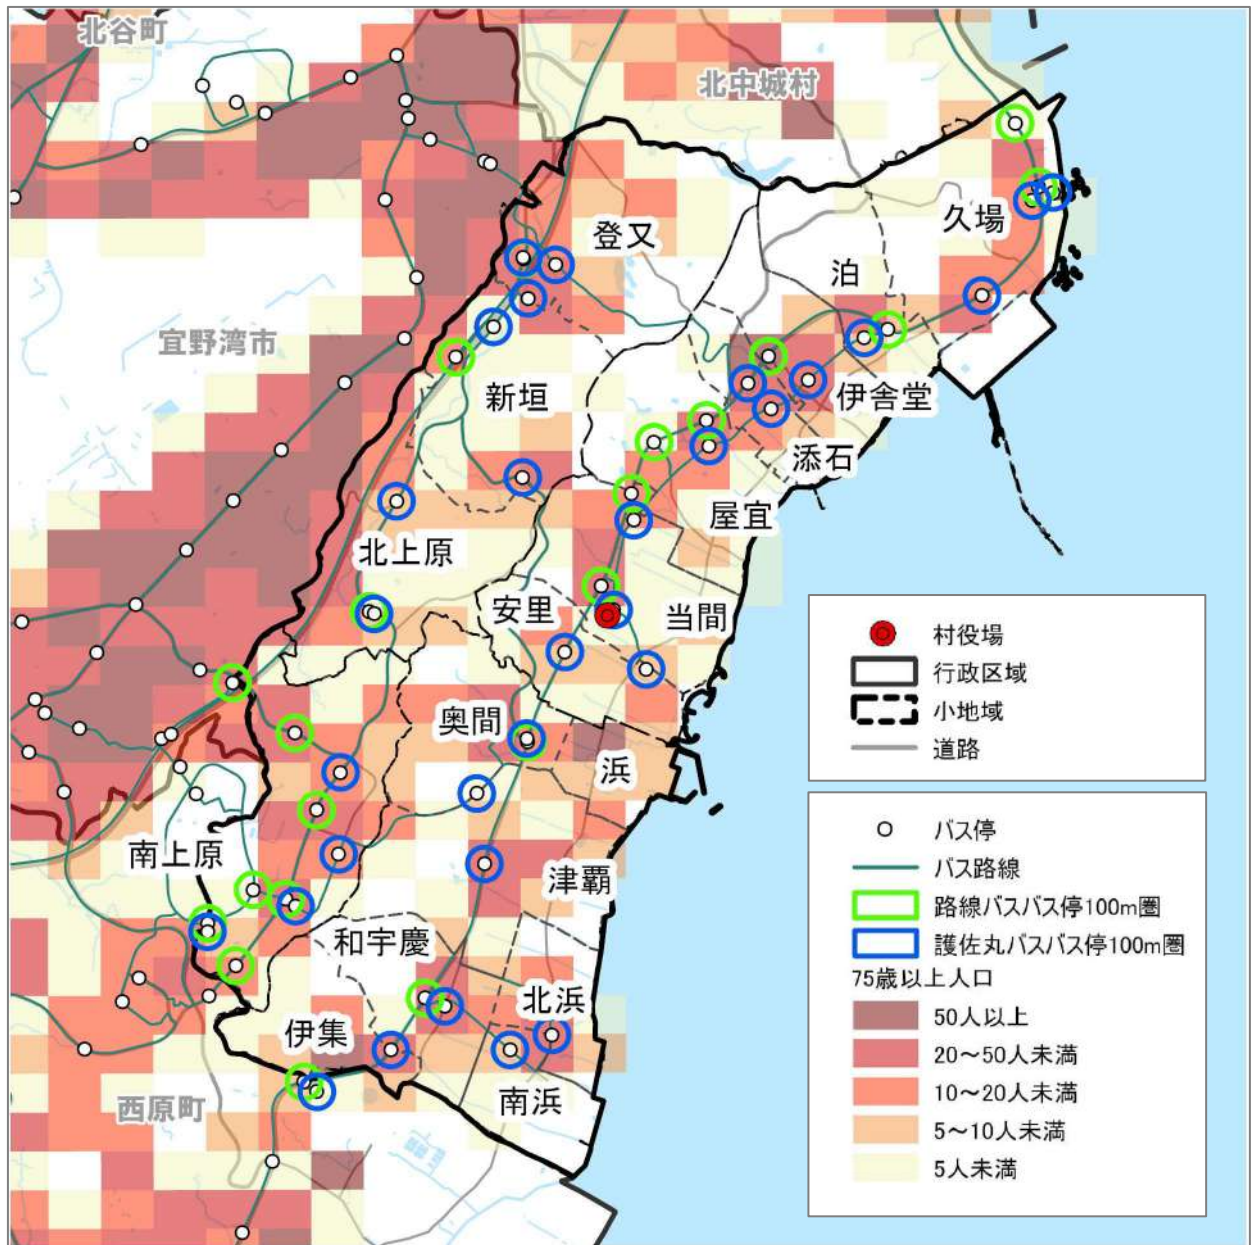 北谷町
北中城村
登又
久場
泊
宜野湾市
新垣
伊舎堂
添石
屋宜
北上原
安里
当間
奥間
浜
南上原
津覇
和宇慶
北浜
伊集
南浜
西原町
村役場
行政区域
小地域
道路
バス停
バス路線
路線バスバス停100m圏
護佐丸バスバス停100m圏
75歳以上人口
50人以上
20～50人未満
10～20人未満
5～10人未満
5人未満